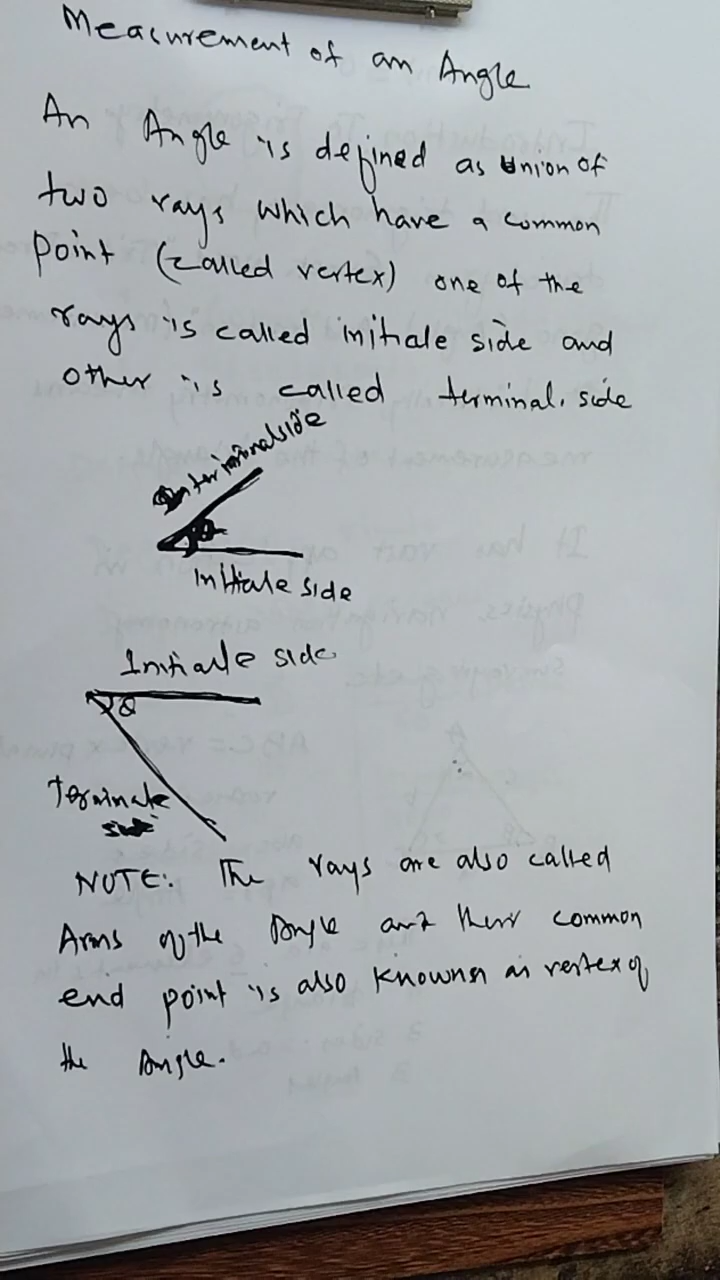 Meacurement of an Angle
An Angle is defined as union of
two rays which have a common
point (called vertex) one of the
rays is called initiale side and
other is called terminal. side
terminalside
θ
initiale side
Initiale side
θ
Terminate
side
NOTE:. The rays are also called
Arms of the Angle and their common
end point is also knownsn as vertex of
the Angle.